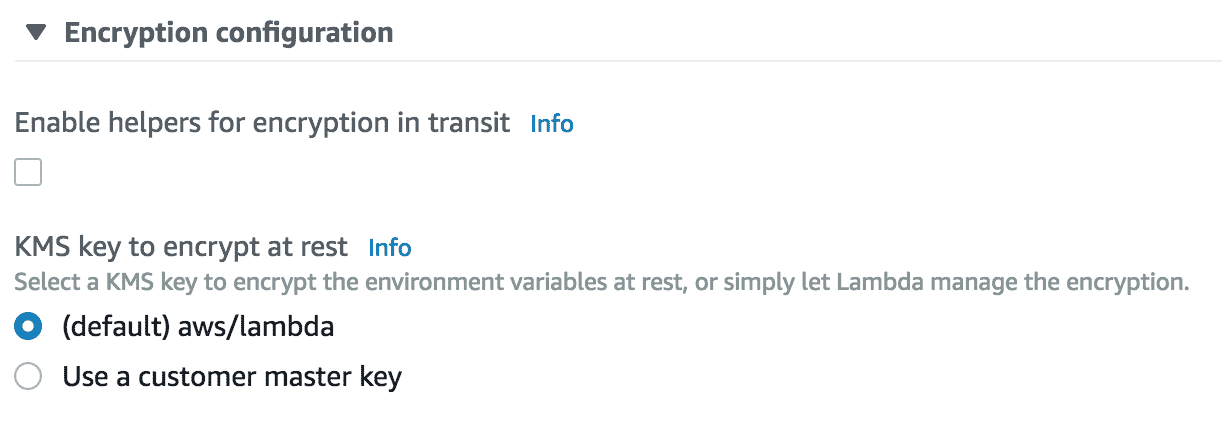 Encryption configuration
Enable helpers for encryption in transit Info
KMS key to encrypt at rest Info
Select a KMS key to encrypt the environment variables at rest, or simply let Lambda manage the encryption.
(default) aws/lambda
Use a customer master key